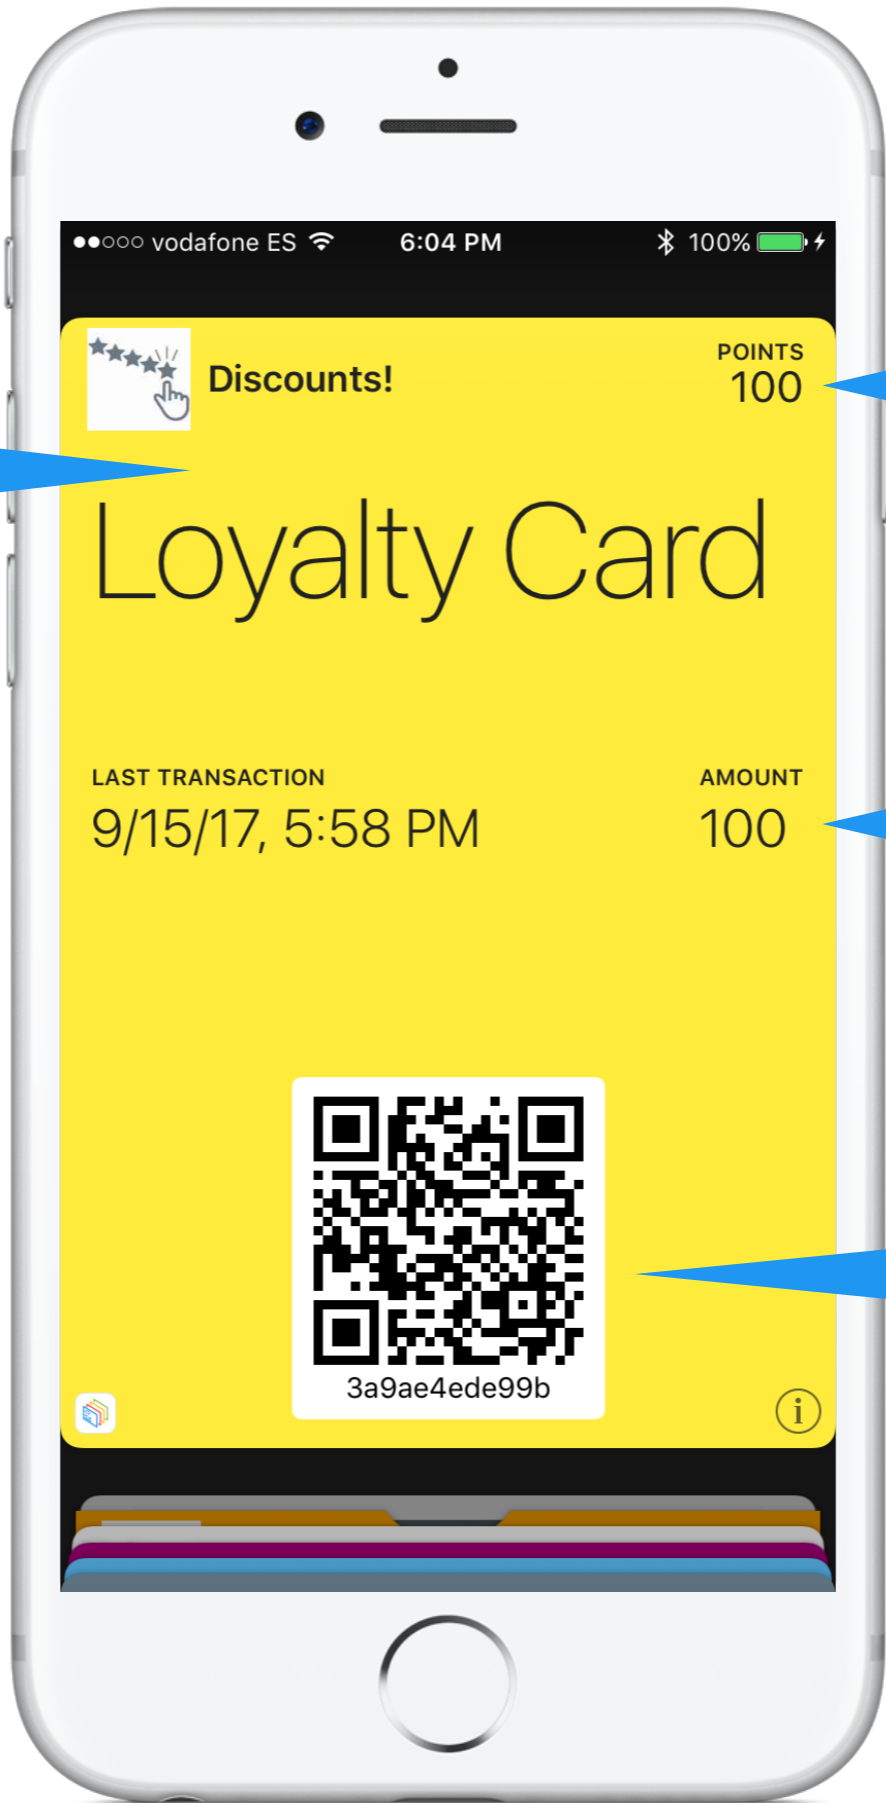 vodafone ES 6:04 PM 100%
Discounts!
POINTS
100
Loyalty Card
LAST TRANSACTION AMOUNT
9/15/17, 5:58 PM 100
3a9ae4ede99b
i